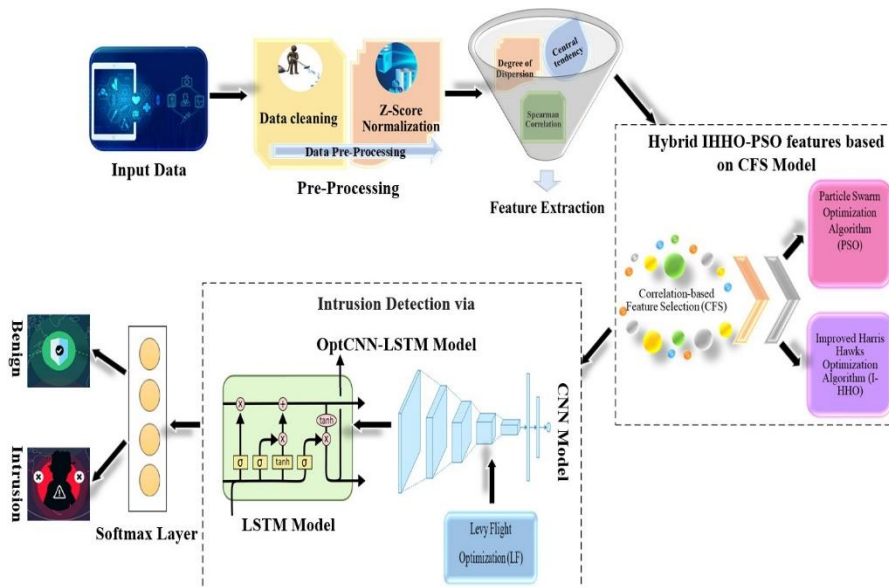 Input Data
Data cleaning
Z-Score
Normalization
Data Pre-Processing
Pre-Processing
Degree of
Dispersion
Central
tendency
Spearman
Correlation
Feature Extraction
Hybrid IHHO-PSO features based
on CFS Model
Correlation-based
Feature Selection (CFS)
Particle Swarm
Optimization
Algorithm
(PSO)
Improved Harris
Hawks
Optimization
Algorithm (I-
HHO)
Intrusion Detection via
OptCNN-LSTM Model
CNN Model
Levy Flight
Optimization (LF)
x
+
tanh
x
x
σ
σ
tanh
σ
LSTM Model
Softmax Layer
Benign
Intrusion